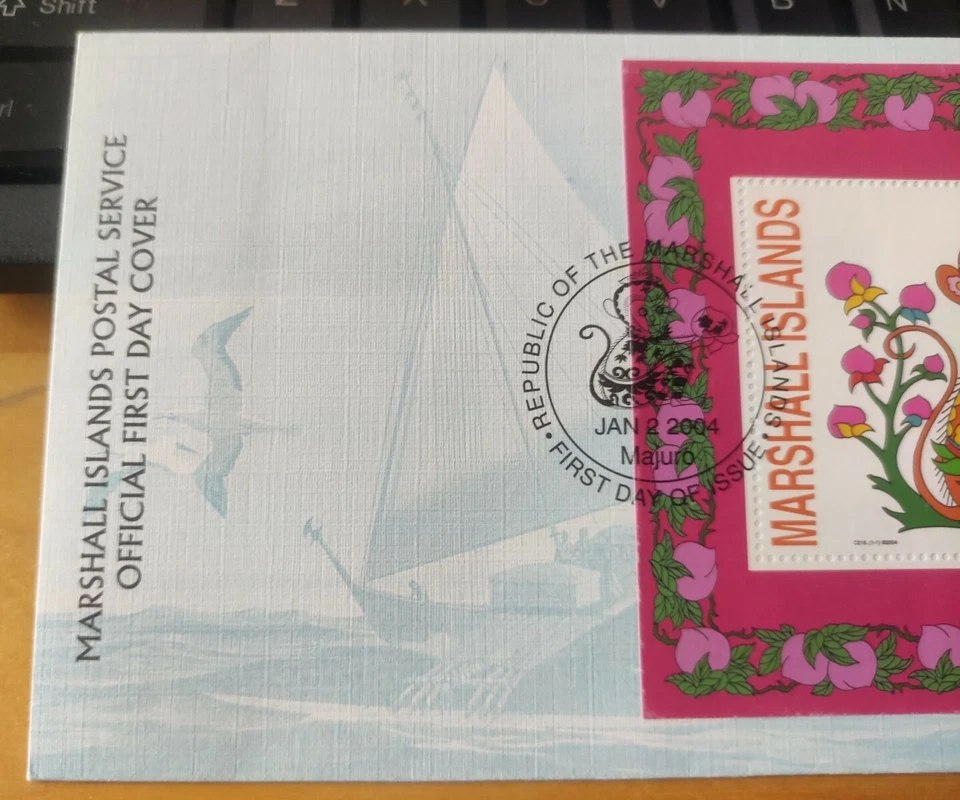 Shift
Z X C V B N
MARSHALL ISLANDS POSTAL SERVICE
OFFICIAL FIRST DAY COVER
• REPUBLIC OF THE MARSHALL ISLANDS •
JAN 2 2004
Majuro
FIRST DAY OF ISSUE
MARSHALL ISLANDS